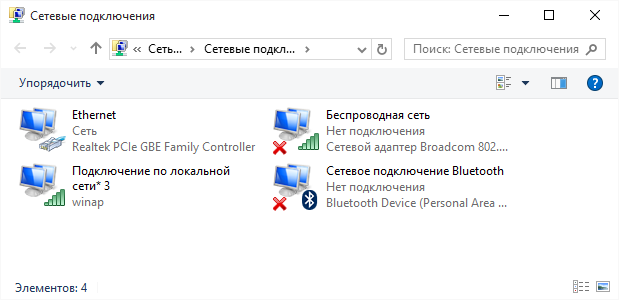 Сетевые подключения
« Сеть... › Сетевые подкл... ›
Поиск: Сетевые подключения
Упорядочить
Ethernet
Сеть
Realtek PCIe GBE Family Controller
Беспроводная сеть
Нет подключения
Сетевой адаптер Broadcom 802....
Подключение по локальной
сети* 3
winap
Сетевое подключение Bluetooth
Нет подключения
Bluetooth Device (Personal Area ...
Элементов: 4